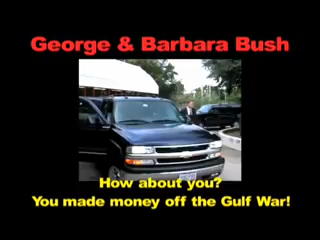 George & Barbara Bush
How about you?
You made money off the Gulf War!